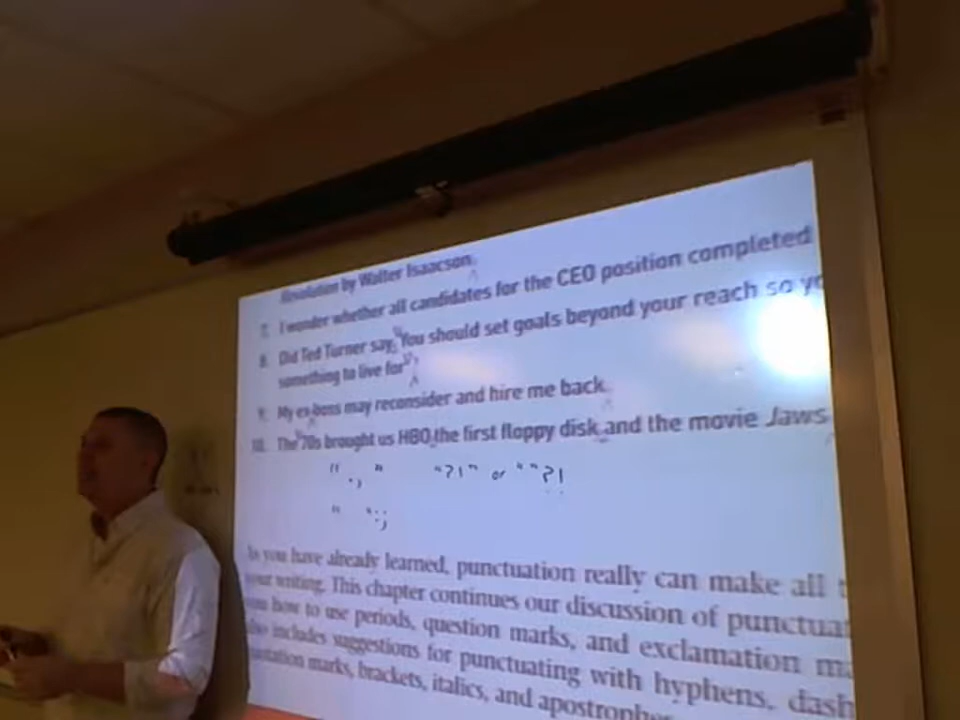 Revolution by Walter Isaacson.
7. I wonder whether all candidates for the CEO position completed
8. Did Ted Turner say, "You should set goals beyond your reach so yo
something to live for"?
9. My ex-boss may reconsider and hire me back.
10. The '70s brought us HBO, the first floppy disk, and the movie Jaws
" ., " "?!" or " "?!
" ":;
As you have already learned, punctuation really can make all t
your writing. This chapter continues our discussion of punctuat
you how to use periods, question marks, and exclamation ma
also includes suggestions for punctuating with hyphens, dash
quotation marks, brackets, italics, and apostrophe